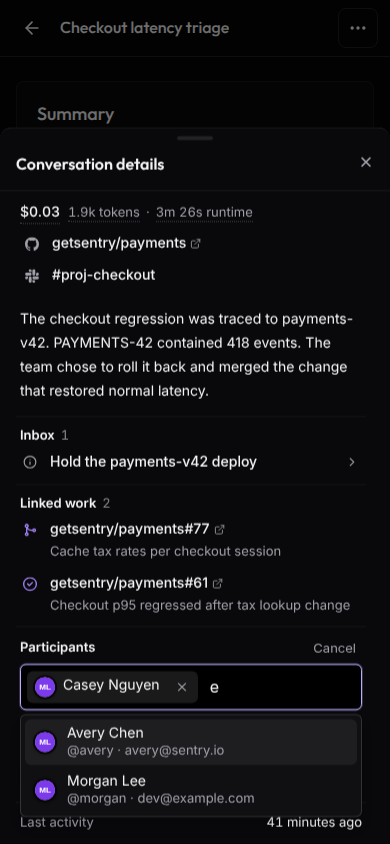 Checkout latency triage
Summary
Conversation details
$0.03 1.9k tokens · 3m 26s runtime
getsentry/payments
#proj-checkout
The checkout regression was traced to payments-
v42. PAYMENTS-42 contained 418 events. The
team chose to roll it back and merged the change
that restored normal latency.
Inbox 1
Hold the payments-v42 deploy
Linked work 2
getsentry/payments#77
Cache tax rates per checkout session
getsentry/payments#61
Checkout p95 regressed after tax lookup change
Participants Cancel
ML Casey Nguyen e
ML Avery Chen
@avery · avery@sentry.io
ML Morgan Lee
@morgan · dev@example.com
Last activity 41 minutes ago